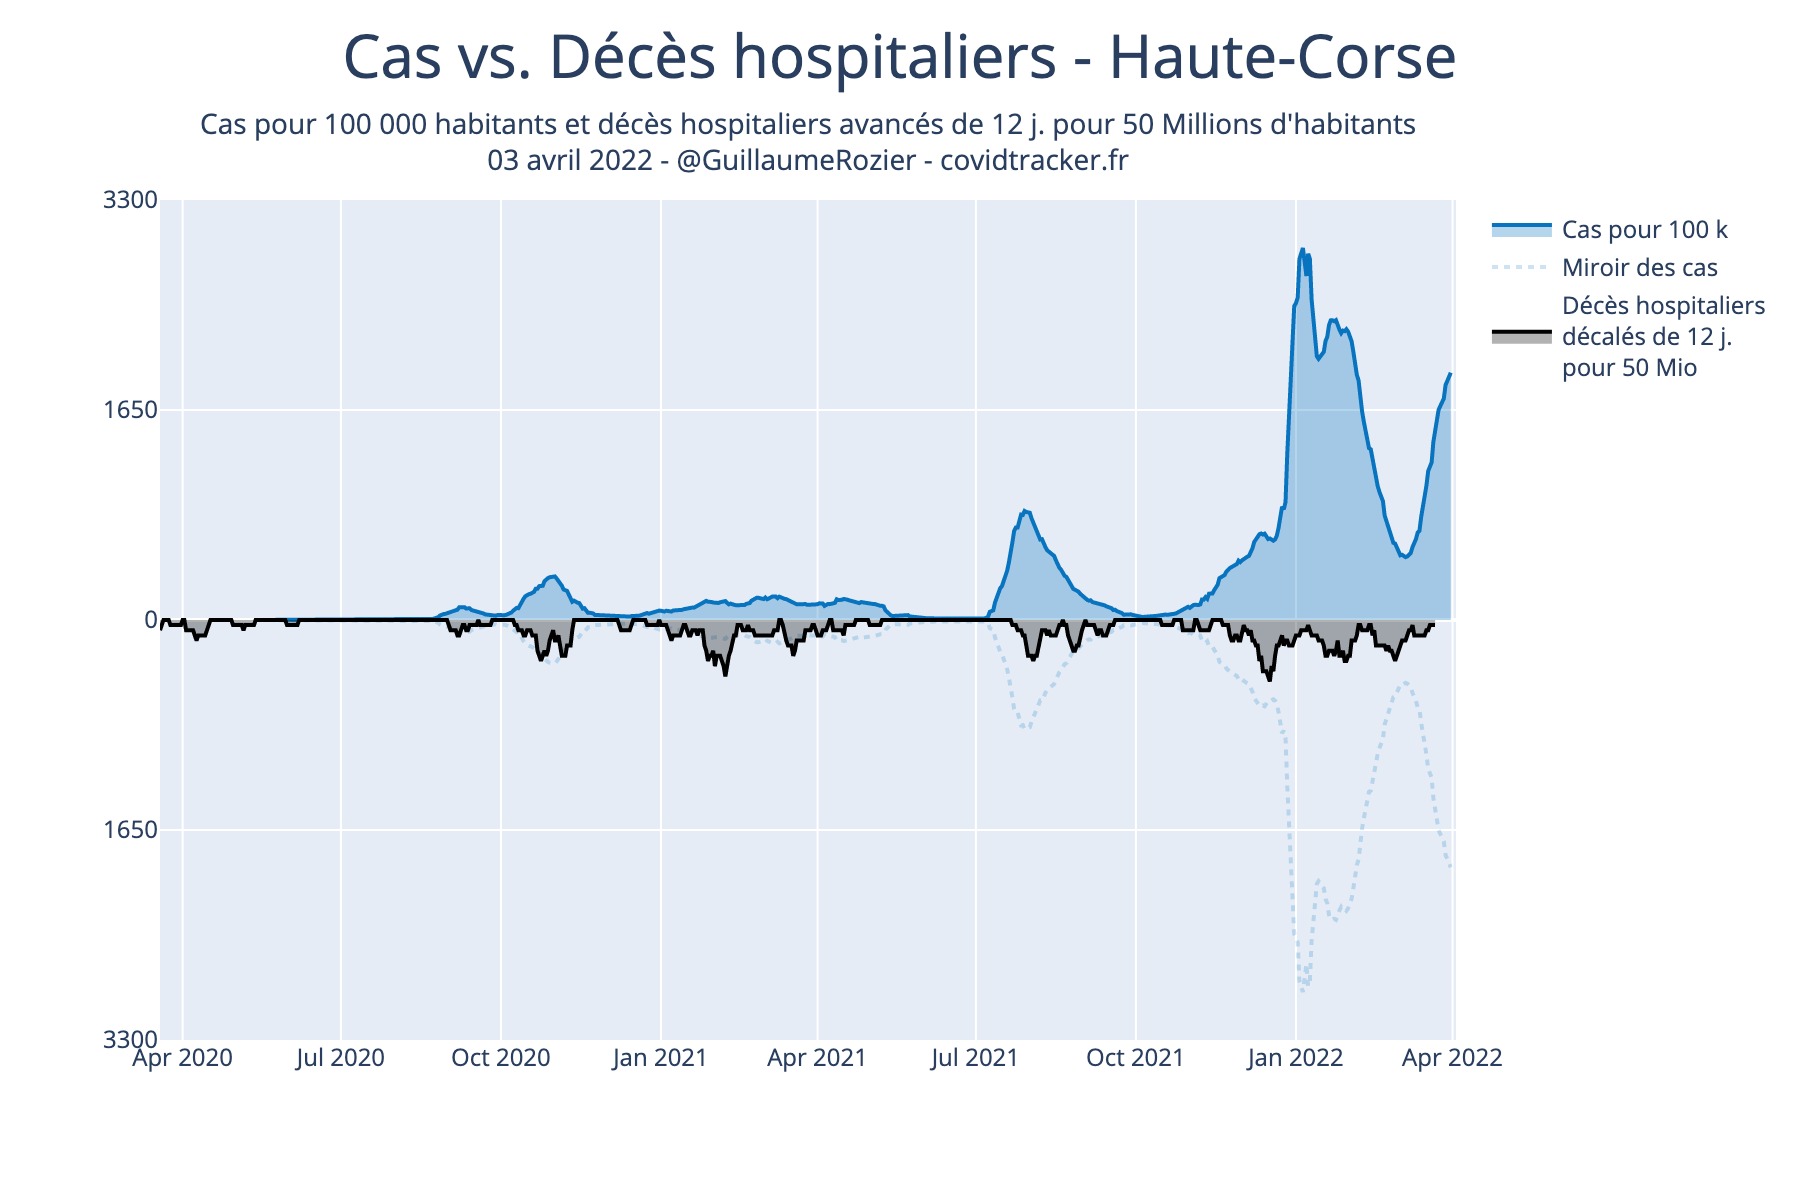 Cas vs. Décès hospitaliers - Haute-Corse
Cas pour 100 000 habitants et décès hospitaliers avancés de 12 j. pour 50 Millions d'habitants
03 avril 2022 - @GuillaumeRozier - covidtracker.fr
3300
1650
0
1650
3300
Apr 2020
Jul 2020
Oct 2020
Jan 2021
Apr 2021
Jul 2021
Oct 2021
Jan 2022
Apr 2022
Cas pour 100 k
Miroir des cas
Décès hospitaliers
décalés de 12 j.
pour 50 Mio